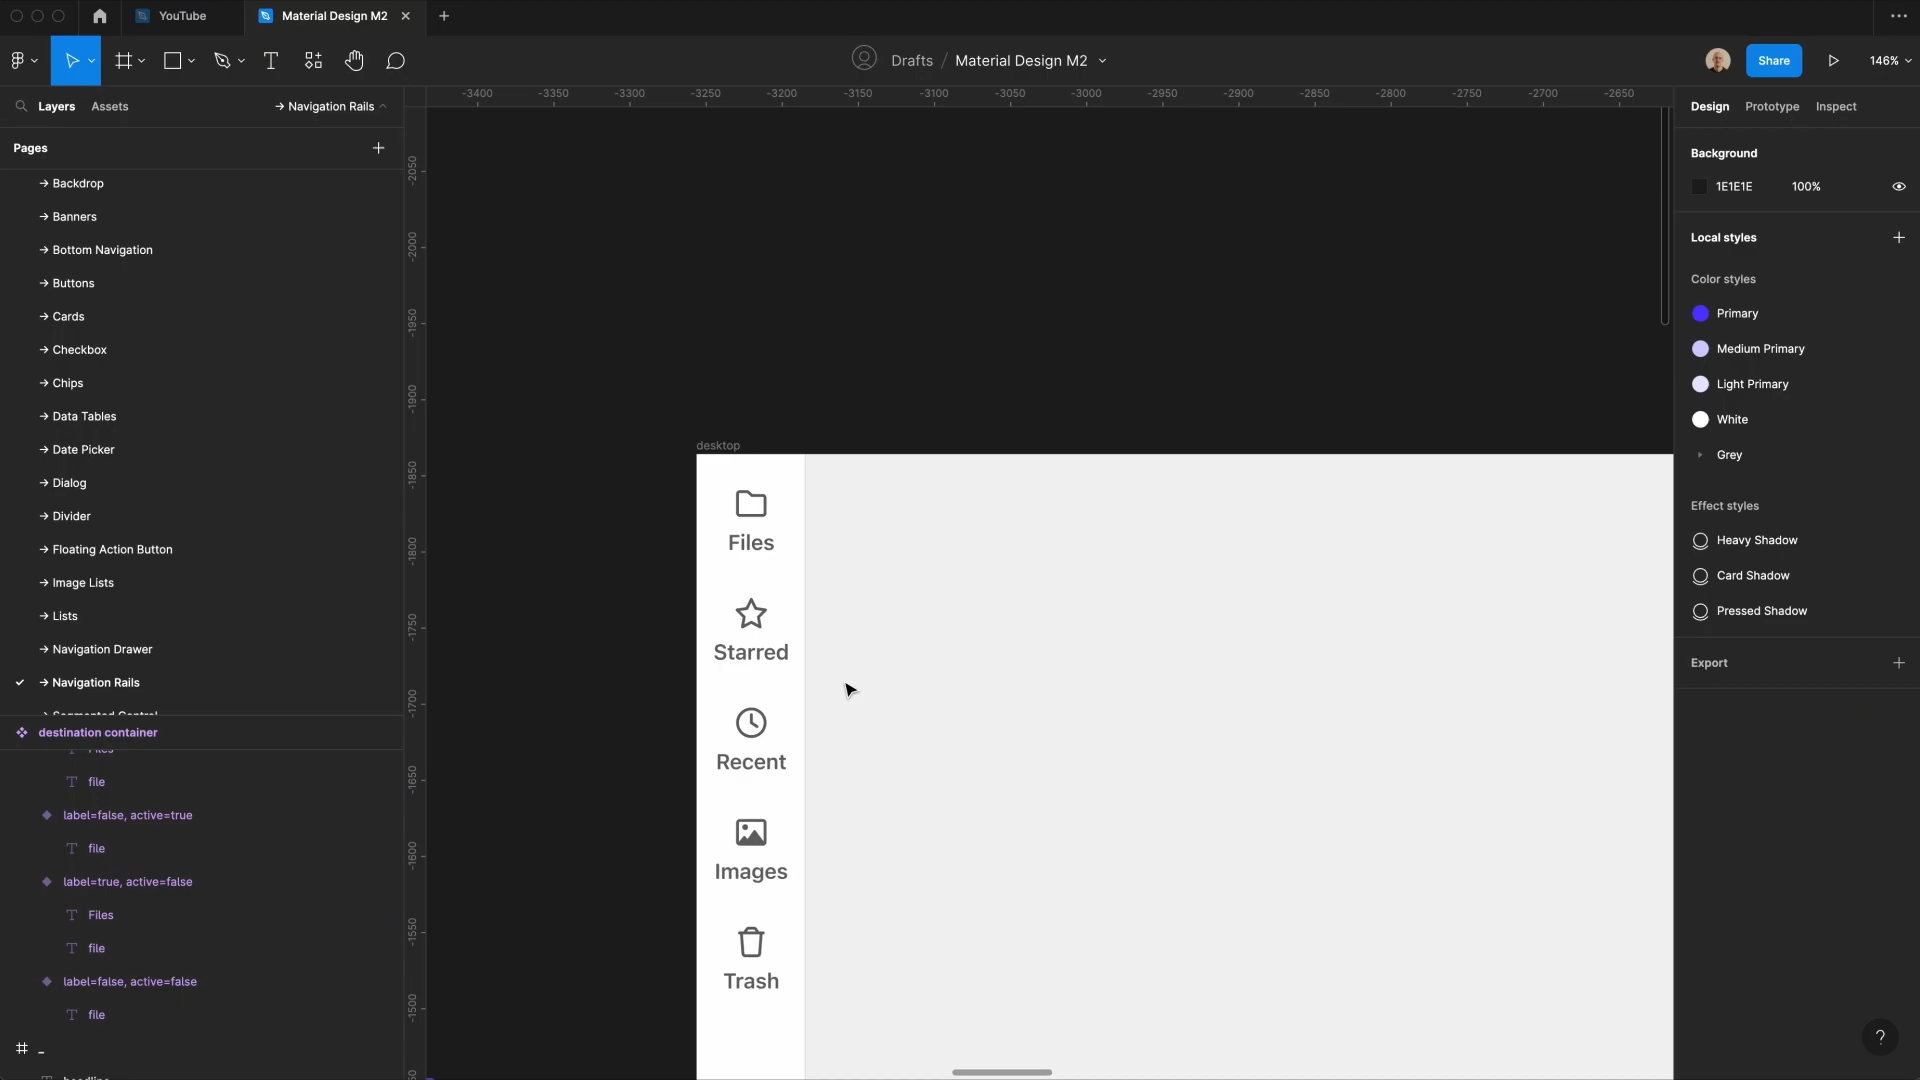 YouTube
Material Design M2
Drafts / Material Design M2
Share
146%
Layers
Assets
→ Navigation Rails
Pages
→ Backdrop
→ Banners
→ Bottom Navigation
→ Buttons
→ Cards
→ Checkbox
→ Chips
→ Data Tables
→ Date Picker
→ Dialog
→ Divider
→ Floating Action Button
→ Image Lists
→ Lists
→ Navigation Drawer
→ Navigation Rails
→ Segmented Control
destination container
Files
file
label=false, active=true
file
label=true, active=false
Files
file
label=false, active=false
file
_
headline
-3400 -3350 -3300 -3250 -3200 -3150 -3100 -3050 -3000 -2950 -2900 -2850 -2800 -2750 -2700 -2650
-2050
-2000
-1950
-1900
-1850
-1800
-1750
-1700
-1650
-1600
-1550
-1500
desktop
Files
Starred
Recent
Images
Trash
Design
Prototype
Inspect
Background
1E1E1E
100%
Local styles
Color styles
Primary
Medium Primary
Light Primary
White
Grey
Effect styles
Heavy Shadow
Card Shadow
Pressed Shadow
Export
?